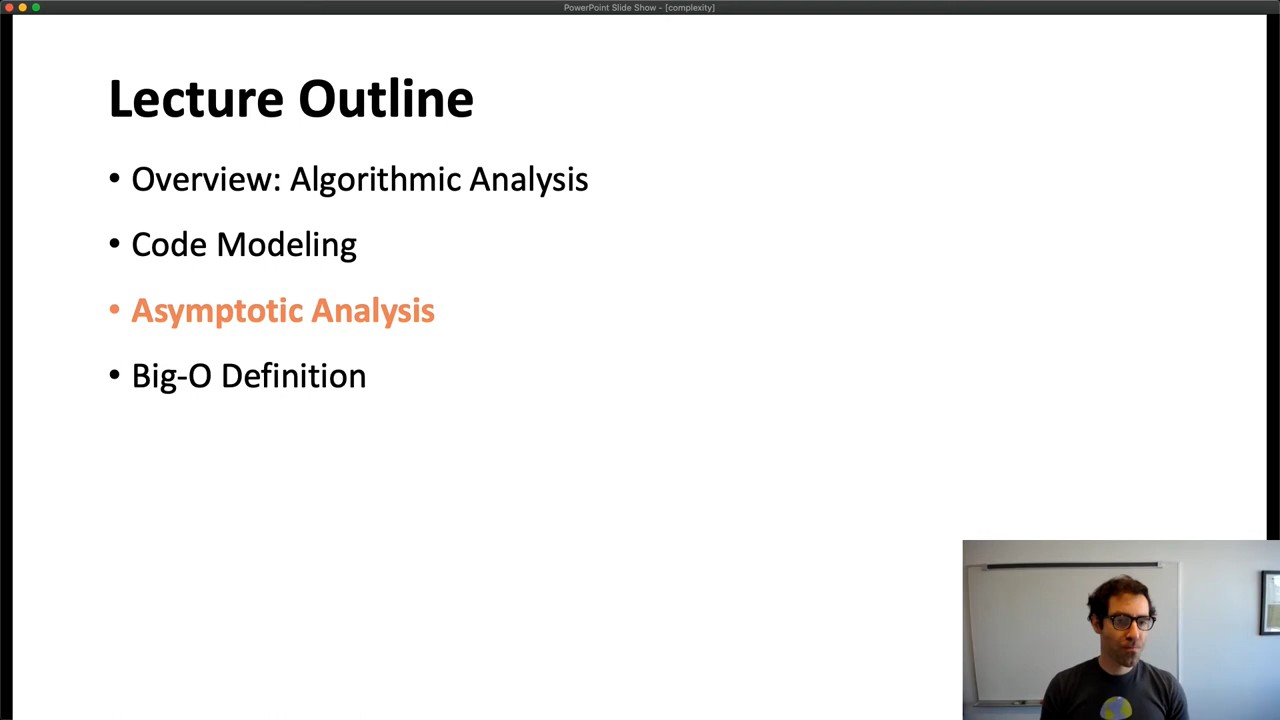 PowerPoint Slide Show - [complexity]
Lecture Outline
• Overview: Algorithmic Analysis
• Code Modeling
• Asymptotic Analysis
• Big-O Definition